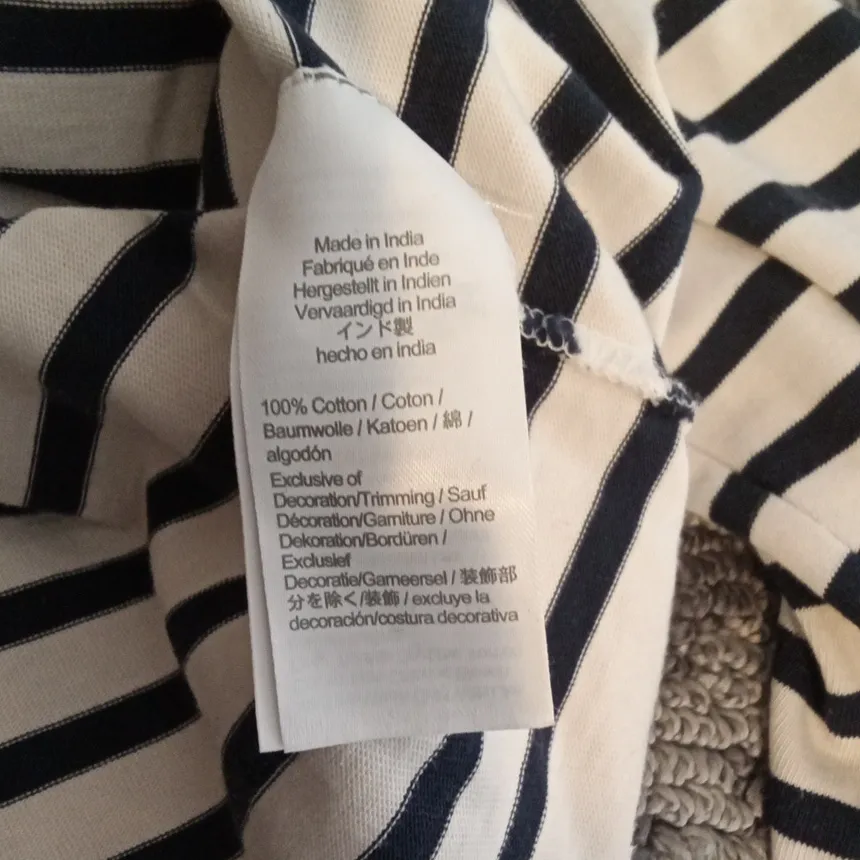 Made in India
Fabriqué en Inde
Hergestellt in Indien
Vervaardigd in India
インド製
hecho en india
100% Cotton / Coton /
Baumwolle / Katoen / 綿 /
algodón
Exclusive of
Decoration/Trimming / Sauf
Décoration/Garniture / Ohne
Dekoration/Bordüren /
Exclusief
Decoratie/Gameersel / 装飾部
分を除く/装飾 / excluye la
decoración/costura decorativa